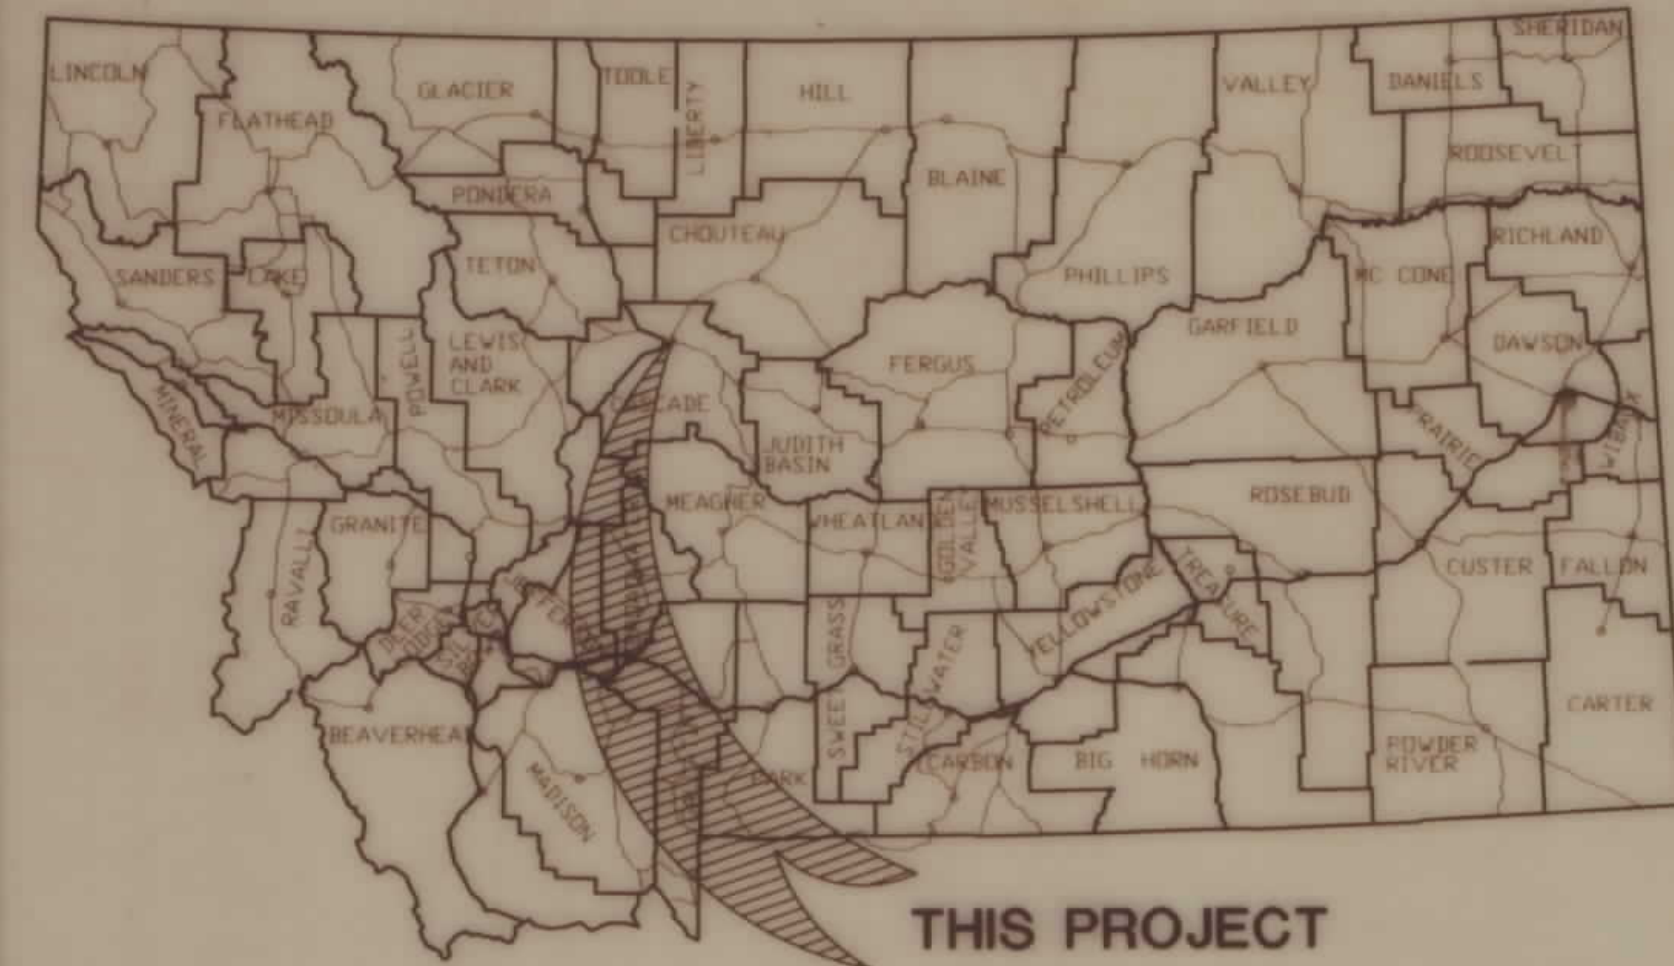 SHERIDAN
LINCOLN
GLACIER
TOOLE
LIBERTY
HILL
VALLEY
DANIELS
FLATHEAD
ROOSEVELT
PONDERA
BLAINE
CHOUTEAU
RICHLAND
SANDERS
LAKE
TETON
PHILLIPS
MC CONE
LEWIS
AND
CLARK
POWELL
GARFIELD
DAWSON
FERGUS
PETROLEUM
MINERAL
MISSOULA
JUDITH
BASIN
PRAIRIE
WIBAUX
MEAGHER
WHEATLAN
GOLDEN
VALLEY
MUSSELSHELL
ROSEBUD
GRANITE
RAVALLI
CUSTER
FALLON
TREASURE
YELLOWSTONE
SWEET GRASS
STILLWATER
BEAVERHEA
MADISON
PARK
CARBON
BIG HORN
POWDER
RIVER
CARTER
THIS PROJECT